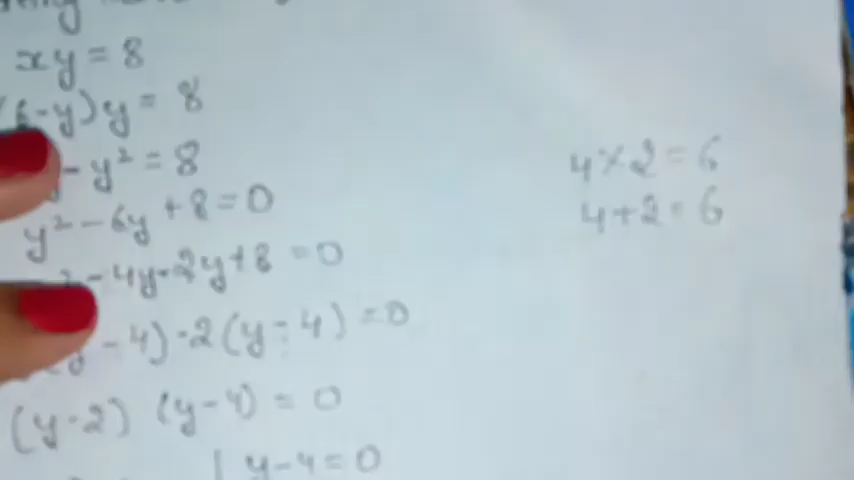 xy = 8
(6-y)y = 8
- y² = 8
y² - 6y + 8 = 0
- 4y - 2y + 8 = 0
- 4) - 2(y - 4) = 0
(y - 2) (y - 4) = 0
y - 4 = 0
4 × 2 = 6
4 + 2 = 6